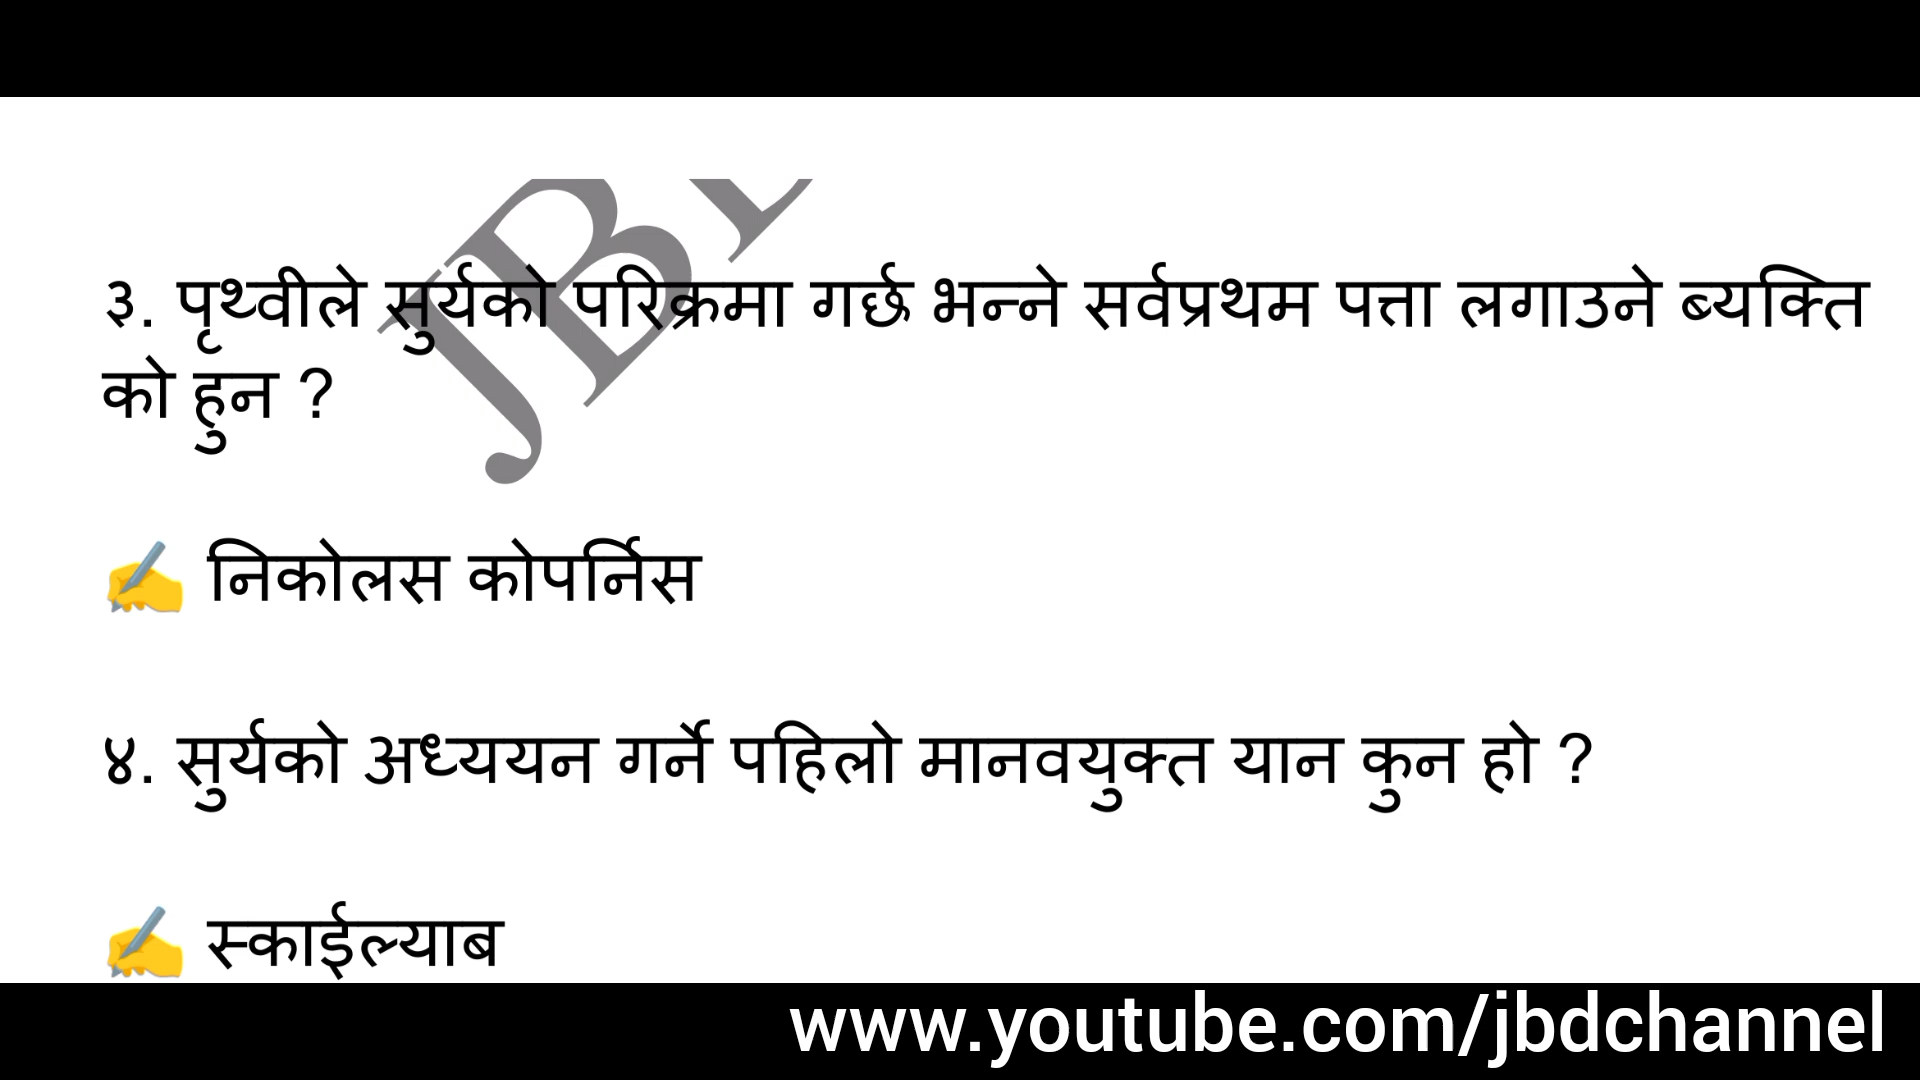 JB
३. पृथ्वीले सुर्यको परिक्रमा गर्छ भन्ने सर्वप्रथम पत्ता लगाउने ब्यक्ति
को हुन ?
✍️ निकोलस कोपर्निस
४. सुर्यको अध्ययन गर्ने पहिलो मानवयुक्त यान कुन हो ?
✍️ स्काईल्याब
www.youtube.com/jbdchannel